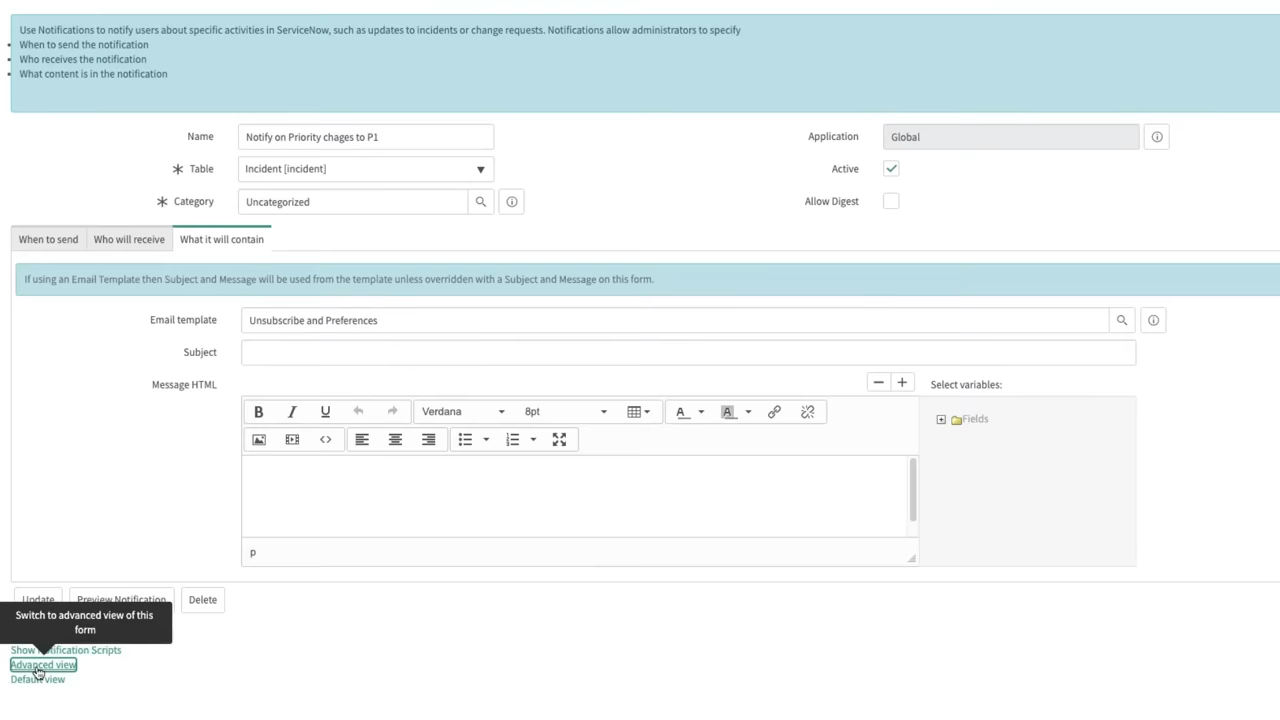 Use Notifications to notify users about specific activities in ServiceNow, such as updates to incidents or change requests. Notifications allow administrators to specify
When to send the notification
Who receives the notification
What content is in the notification
Name
Notify on Priority chages to P1
Application
Global
Table
Incident [incident]
Active
Category
Uncategorized
Allow Digest
When to send
Who will receive
What it will contain
If using an Email Template then Subject and Message will be used from the template unless overridden with a Subject and Message on this form.
Email template
Unsubscribe and Preferences
Subject
Message HTML
Select variables:
B I U Verdana 8pt A A
Fields
p
Update
Preview Notification
Delete
Switch to advanced view of this
form
Show Notification Scripts
Advanced view
Default view